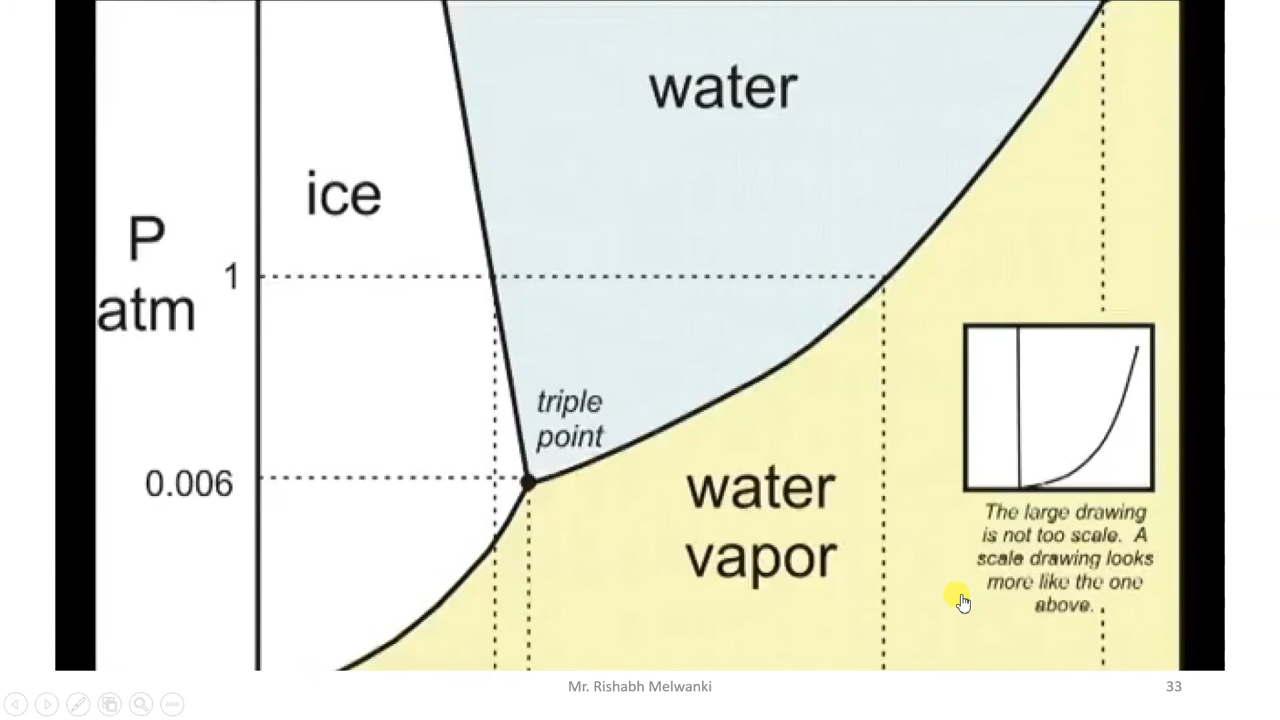 water
ice
P
atm
1
triple
point
0.006
water
vapor
The large drawing
is not too scale. A
scale drawing looks
more like the one
above.
Mr. Rishabh Melwanki
33